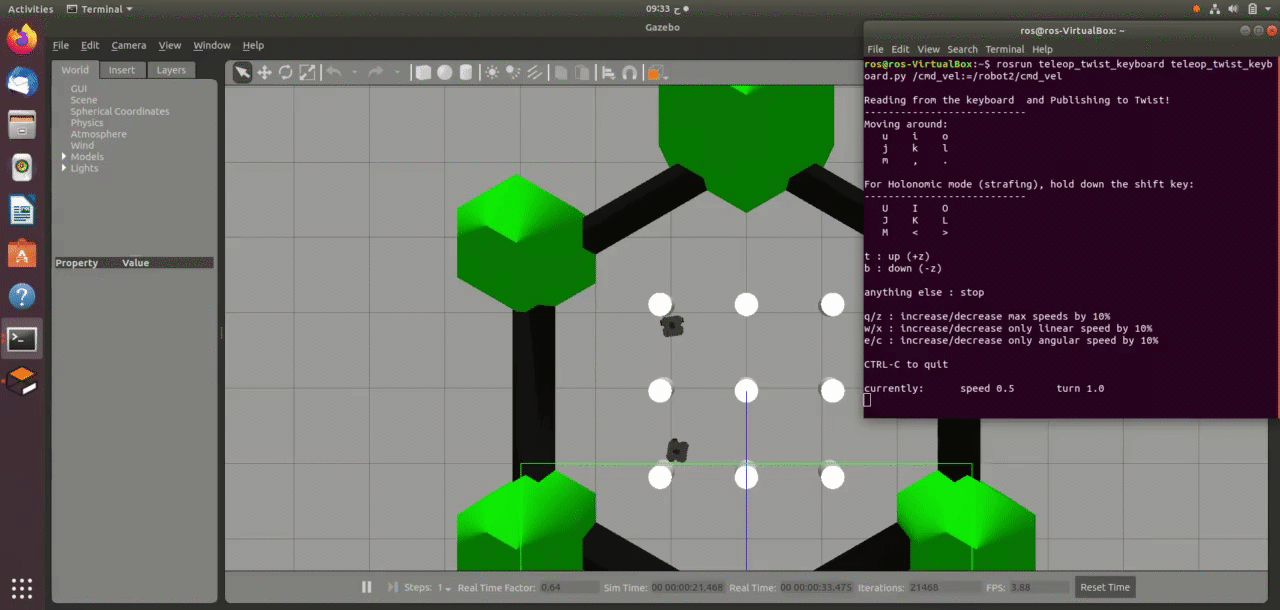 Activities
Terminal
09:33 ح
Gazebo
File Edit Camera View Window Help
World Insert Layers
GUI
Scene
Spherical Coordinates
Physics
Atmosphere
Wind
Models
Lights
Property Value
Steps: 1 Real Time Factor: 0.64 Sim Time: 00 00:00:21.468 Real Time: 00 00:00:33.475 Iterations: 21468 FPS: 3.88 Reset Time
ros@ros-VirtualBox: ~
File Edit View Search Terminal Help
ros@ros-VirtualBox:~$ rosrun teleop_twist_keyboard teleop_twist_keyb
oard.py /cmd_vel:=/robot2/cmd_vel
Reading from the keyboard and Publishing to Twist!
---------------------------
Moving around:
u i o
j k l
m , .
For Holonomic mode (strafing), hold down the shift key:
---------------------------
U I O
J K L
M < >
t : up (+z)
b : down (-z)
anything else : stop
q/z : increase/decrease max speeds by 10%
w/x : increase/decrease only linear speed by 10%
e/c : increase/decrease only angular speed by 10%
CTRL-C to quit
currently: speed 0.5 turn 1.0